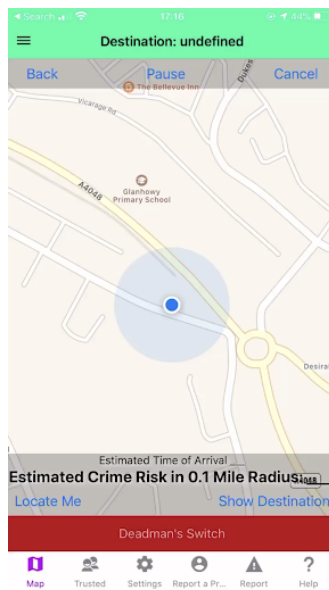 ◀ Search 17:16 44%
Destination: undefined
Back Pause Cancel
The Bellevue Inn
Dukes
Vicarage Rd
A4048
Glanhowy
Primary School
Desira
Estimated Time of Arrival
Estimated Crime Risk in 0.1 Mile Radius:
A4048
Locate Me Show Destination
Deadman's Switch
Map Trusted Settings Report a Pr... Report Help